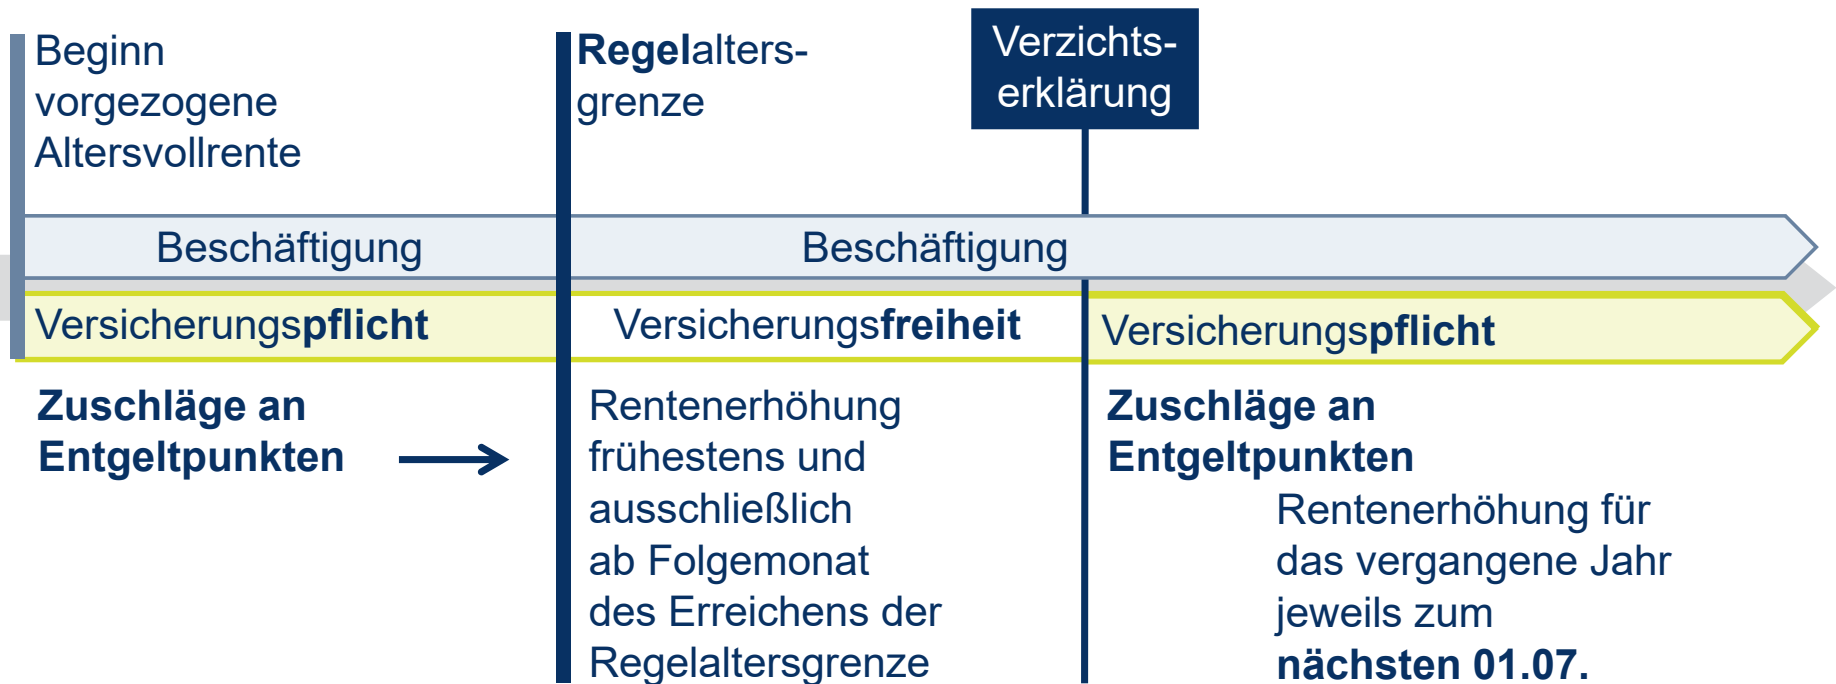 Beginn
vorgezogene
Altersvollrente
Regelalters-
grenze
Verzichts-
erklärung
Beschäftigung
Beschäftigung
Versicherungspflicht
Versicherungsfreiheit
Versicherungspflicht
Zuschläge an
Entgeltpunkten
Rentenerhöhung
frühestens und
ausschließlich
ab Folgemonat
des Erreichens der
Regelaltersgrenze
Zuschläge an
Entgeltpunkten
Rentenerhöhung für
das vergangene Jahr
jeweils zum
nächsten 01.07.